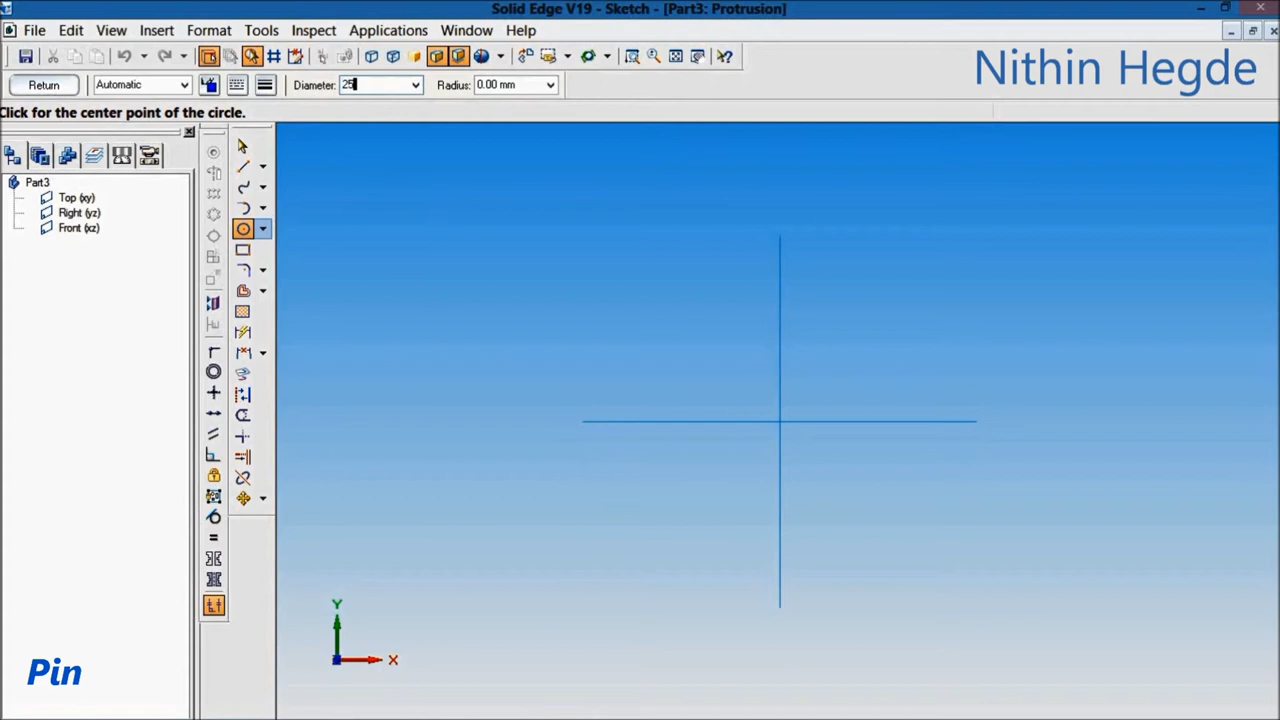 Solid Edge V19 - Sketch - [Part3: Protrusion]
File Edit View Insert Format Tools Inspect Applications Window Help
Nithin Hegde
Return Automatic Diameter: 25 Radius: 0.00 mm
Click for the center point of the circle.
Part3
Top (xy)
Right (yz)
Front (xz)
Y
X
Pin